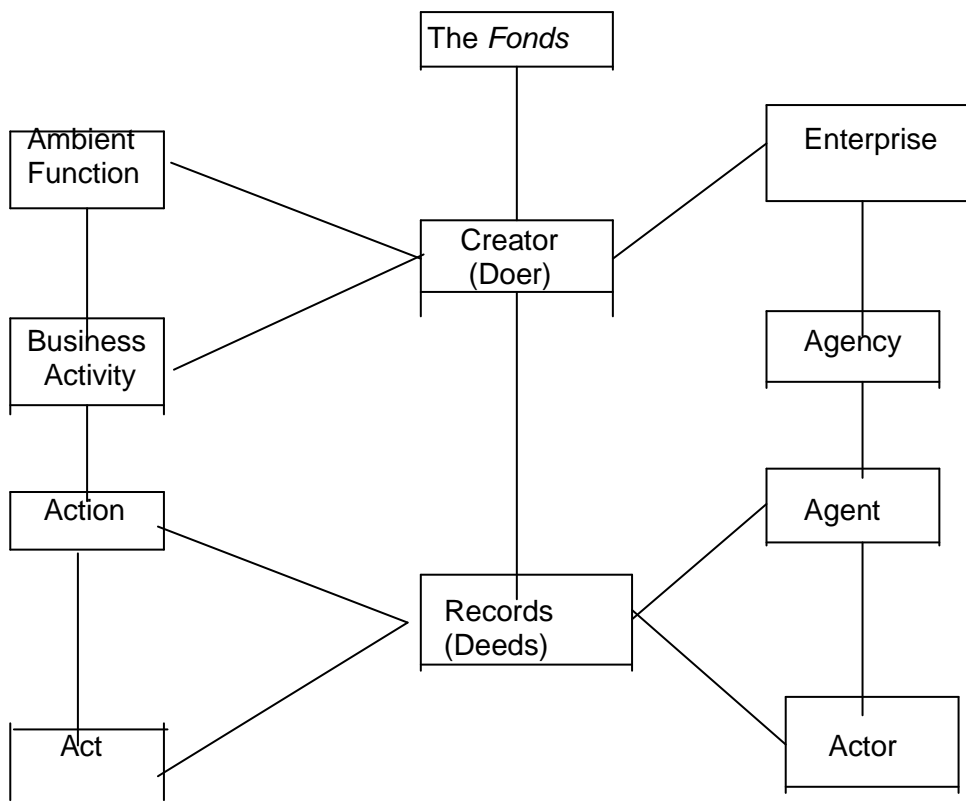 The Fonds
Ambient
Function
Enterprise
Creator
(Doer)
Business
Activity
Agency
Action
Agent
Records
(Deeds)
Act
Actor